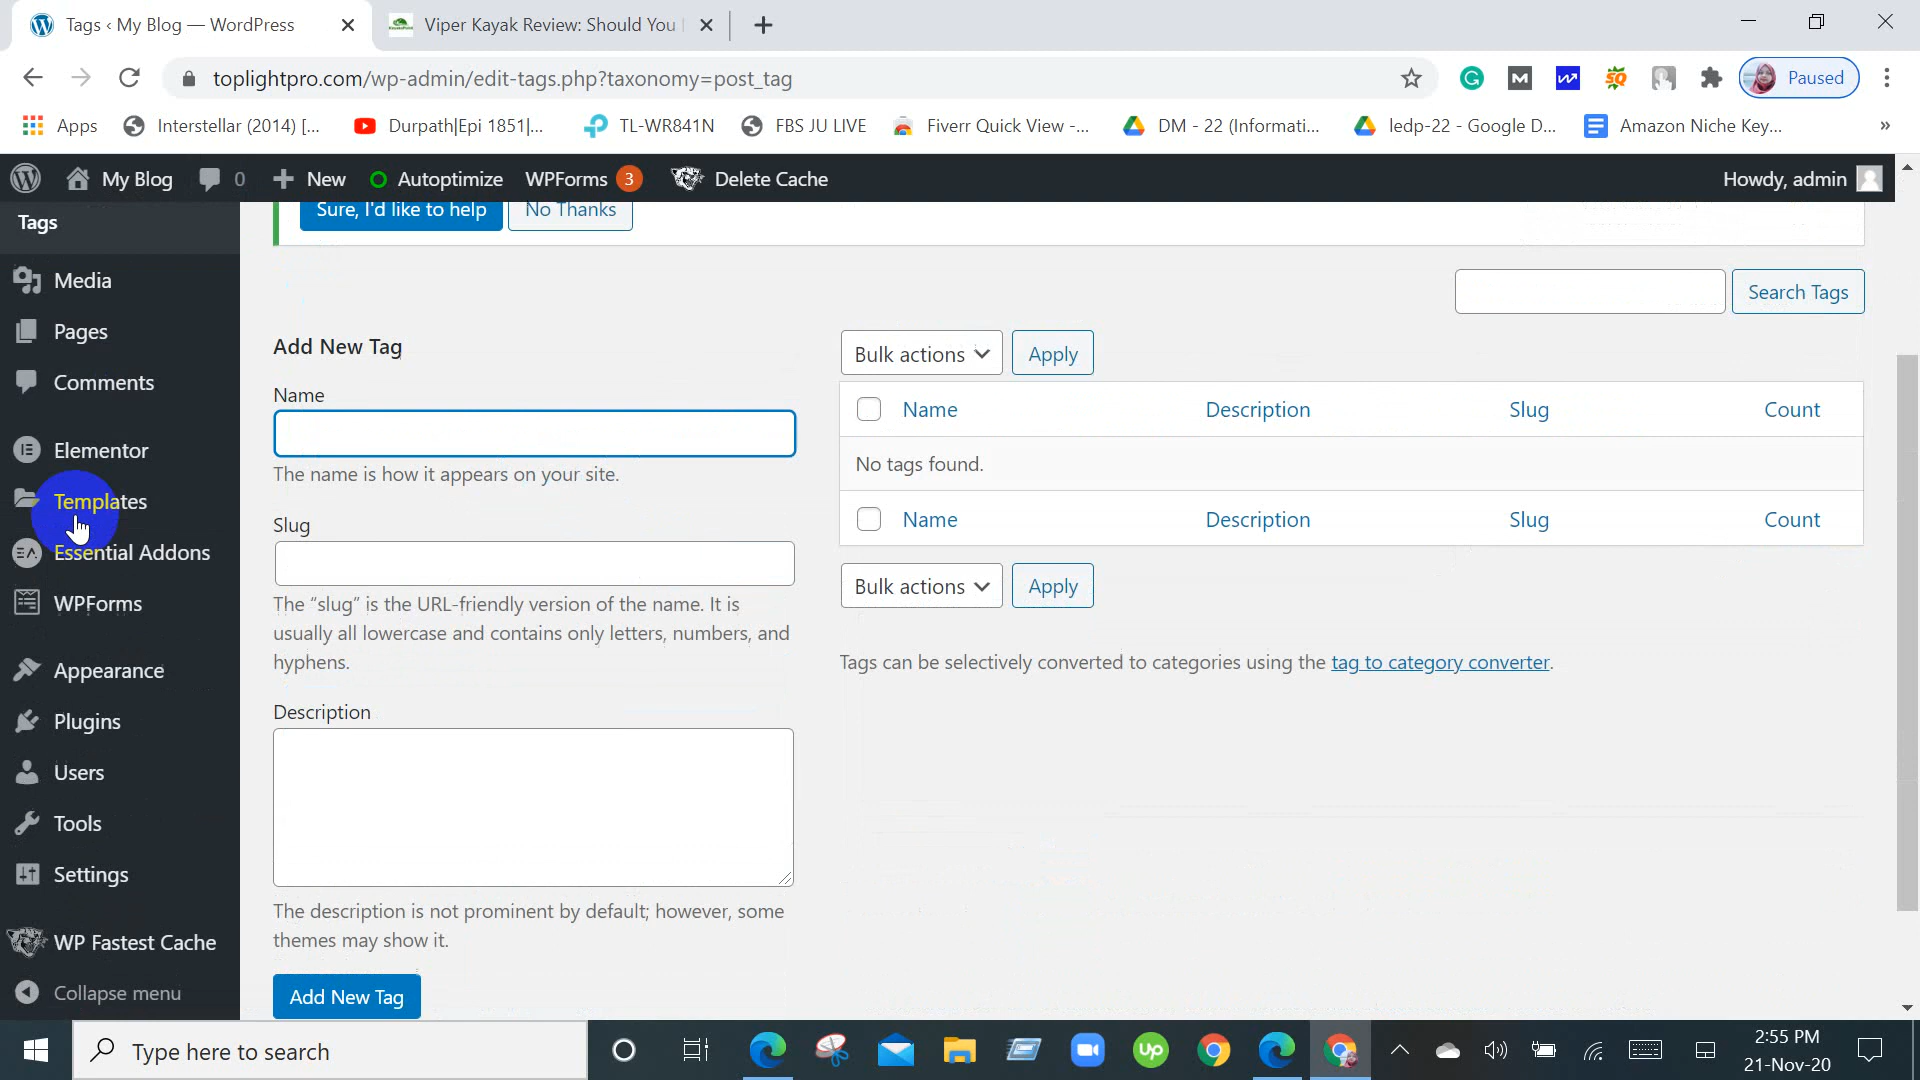 Tags ‹ My Blog — WordPress
Viper Kayak Review: Should You
toplightpro.com/wp-admin/edit-tags.php?taxonomy=post_tag
Paused
Apps
Interstellar (2014) [...
Durpath|Epi 1851|...
TL-WR841N
FBS JU LIVE
Fiverr Quick View -...
DM - 22 (Informati...
ledp-22 - Google D...
Amazon Niche Key...
»
My Blog
0
New
Autoptimize
WPForms 3
Delete Cache
Howdy, admin
Tags
Media
Pages
Comments
Elementor
Templates
Essential Addons
WPForms
Appearance
Plugins
Users
Tools
Settings
WP Fastest Cache
Collapse menu
Sure, I'd like to help
No Thanks
Search Tags
Add New Tag
Name
The name is how it appears on your site.
Slug
The “slug” is the URL-friendly version of the name. It is
usually all lowercase and contains only letters, numbers, and
hyphens.
Description
The description is not prominent by default; however, some
themes may show it.
Add New Tag
Bulk actions
Apply
Name Description Slug Count
No tags found.
Name Description Slug Count
Bulk actions
Apply
Tags can be selectively converted to categories using the tag to category converter.
Type here to search
2:55 PM
21-Nov-20